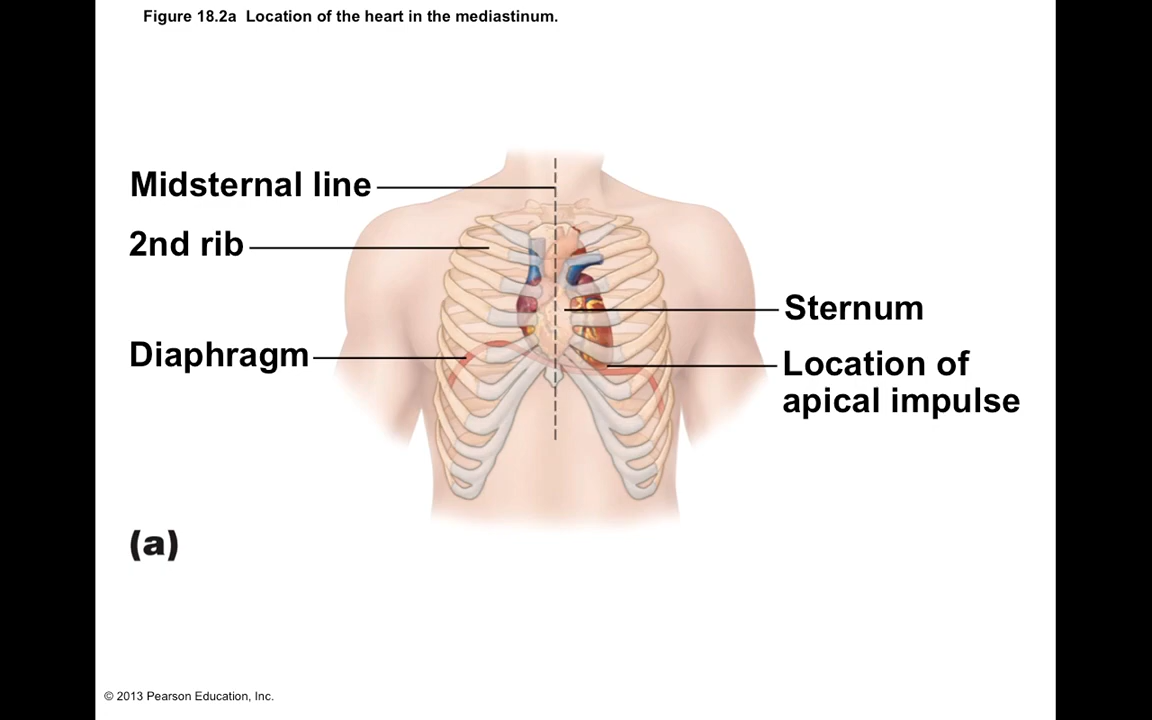 Figure 18.2a  Location of the heart in the mediastinum.
Midsternal line
2nd rib
Diaphragm
Sternum
Location of
apical impulse
(a)
© 2013 Pearson Education, Inc.